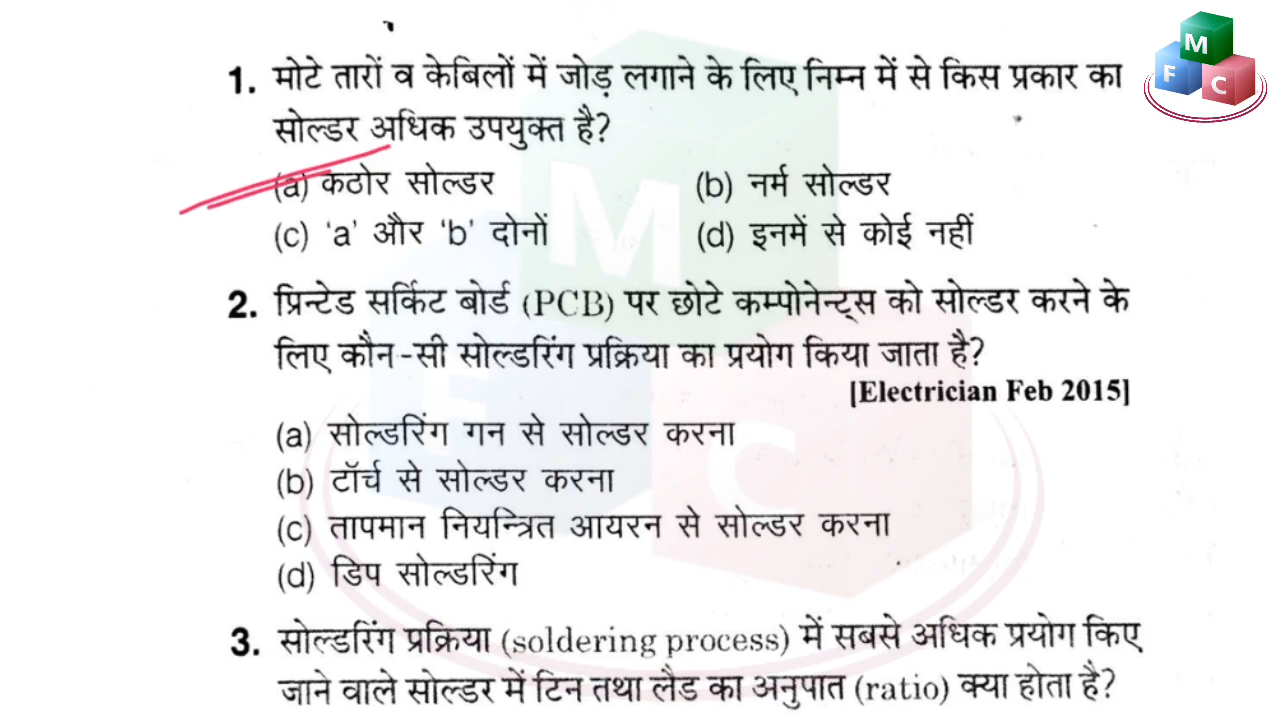 1. मोटे तारों व केबिलों में जोड़ लगाने के लिए निम्न में से किस प्रकार का
सोल्डर अधिक उपयुक्त है?
(a) कठोर सोल्डर (b) नर्म सोल्डर
(c) 'a' और 'b' दोनों (d) इनमें से कोई नहीं
2. प्रिन्टेड सर्किट बोर्ड (PCB) पर छोटे कम्पोनेन्ट्स को सोल्डर करने के
लिए कौन-सी सोल्डरिंग प्रक्रिया का प्रयोग किया जाता है?
[Electrician Feb 2015]
(a) सोल्डरिंग गन से सोल्डर करना
(b) टॉर्च से सोल्डर करना
(c) तापमान नियन्त्रित आयरन से सोल्डर करना
(d) डिप सोल्डरिंग
3. सोल्डरिंग प्रक्रिया (soldering process) में सबसे अधिक प्रयोग किए
जाने वाले सोल्डर में टिन तथा लैड का अनुपात (ratio) क्या होता है?
M
F C
M
F C